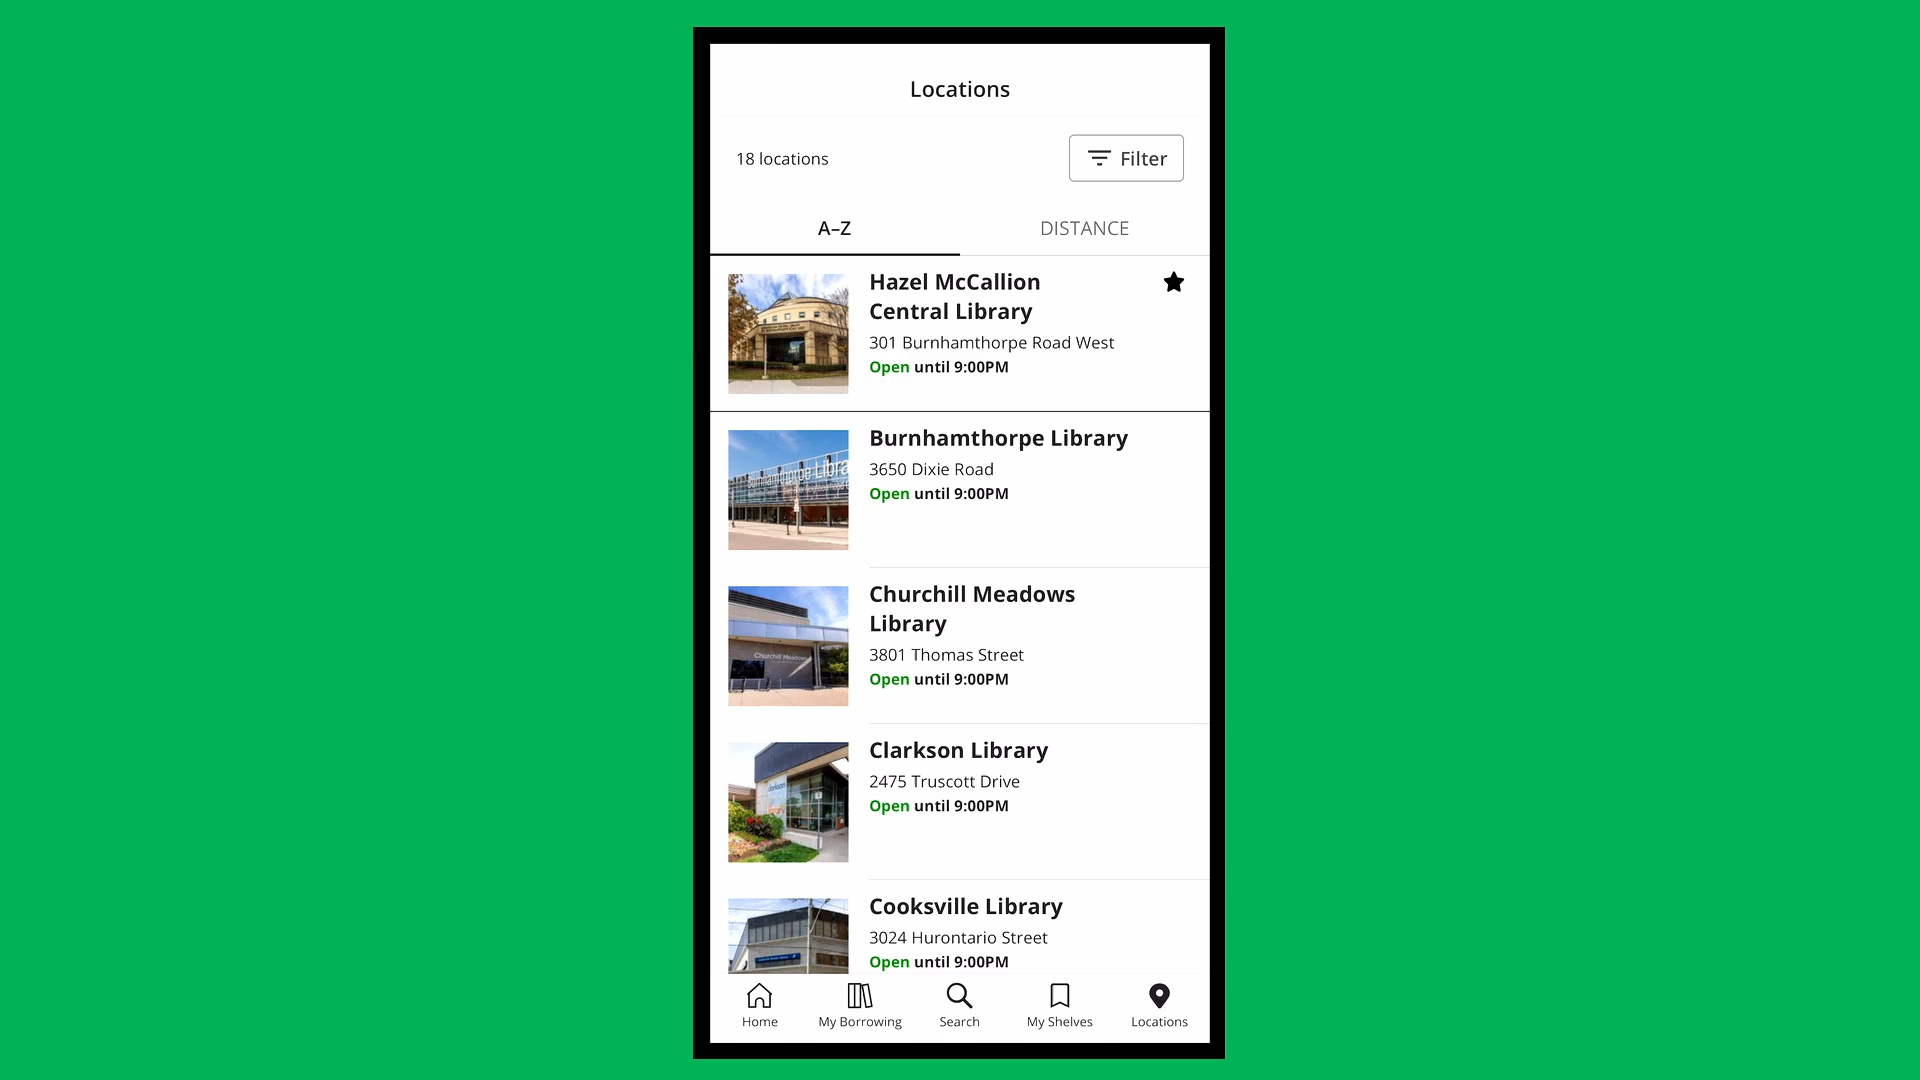 Locations
18 locations
Filter
A–Z
DISTANCE
Hazel McCallion
Central Library
301 Burnhamthorpe Road West
Open until 9:00PM
Burnhamthorpe Library
3650 Dixie Road
Open until 9:00PM
Churchill Meadows
Churchill Meadows
Library
3801 Thomas Street
Open until 9:00PM
Clarkson Library
2475 Truscott Drive
Open until 9:00PM
clarkson
Cooksville Library
3024 Hurontario Street
Open until 9:00PM
Home
My Borrowing
Search
My Shelves
Locations